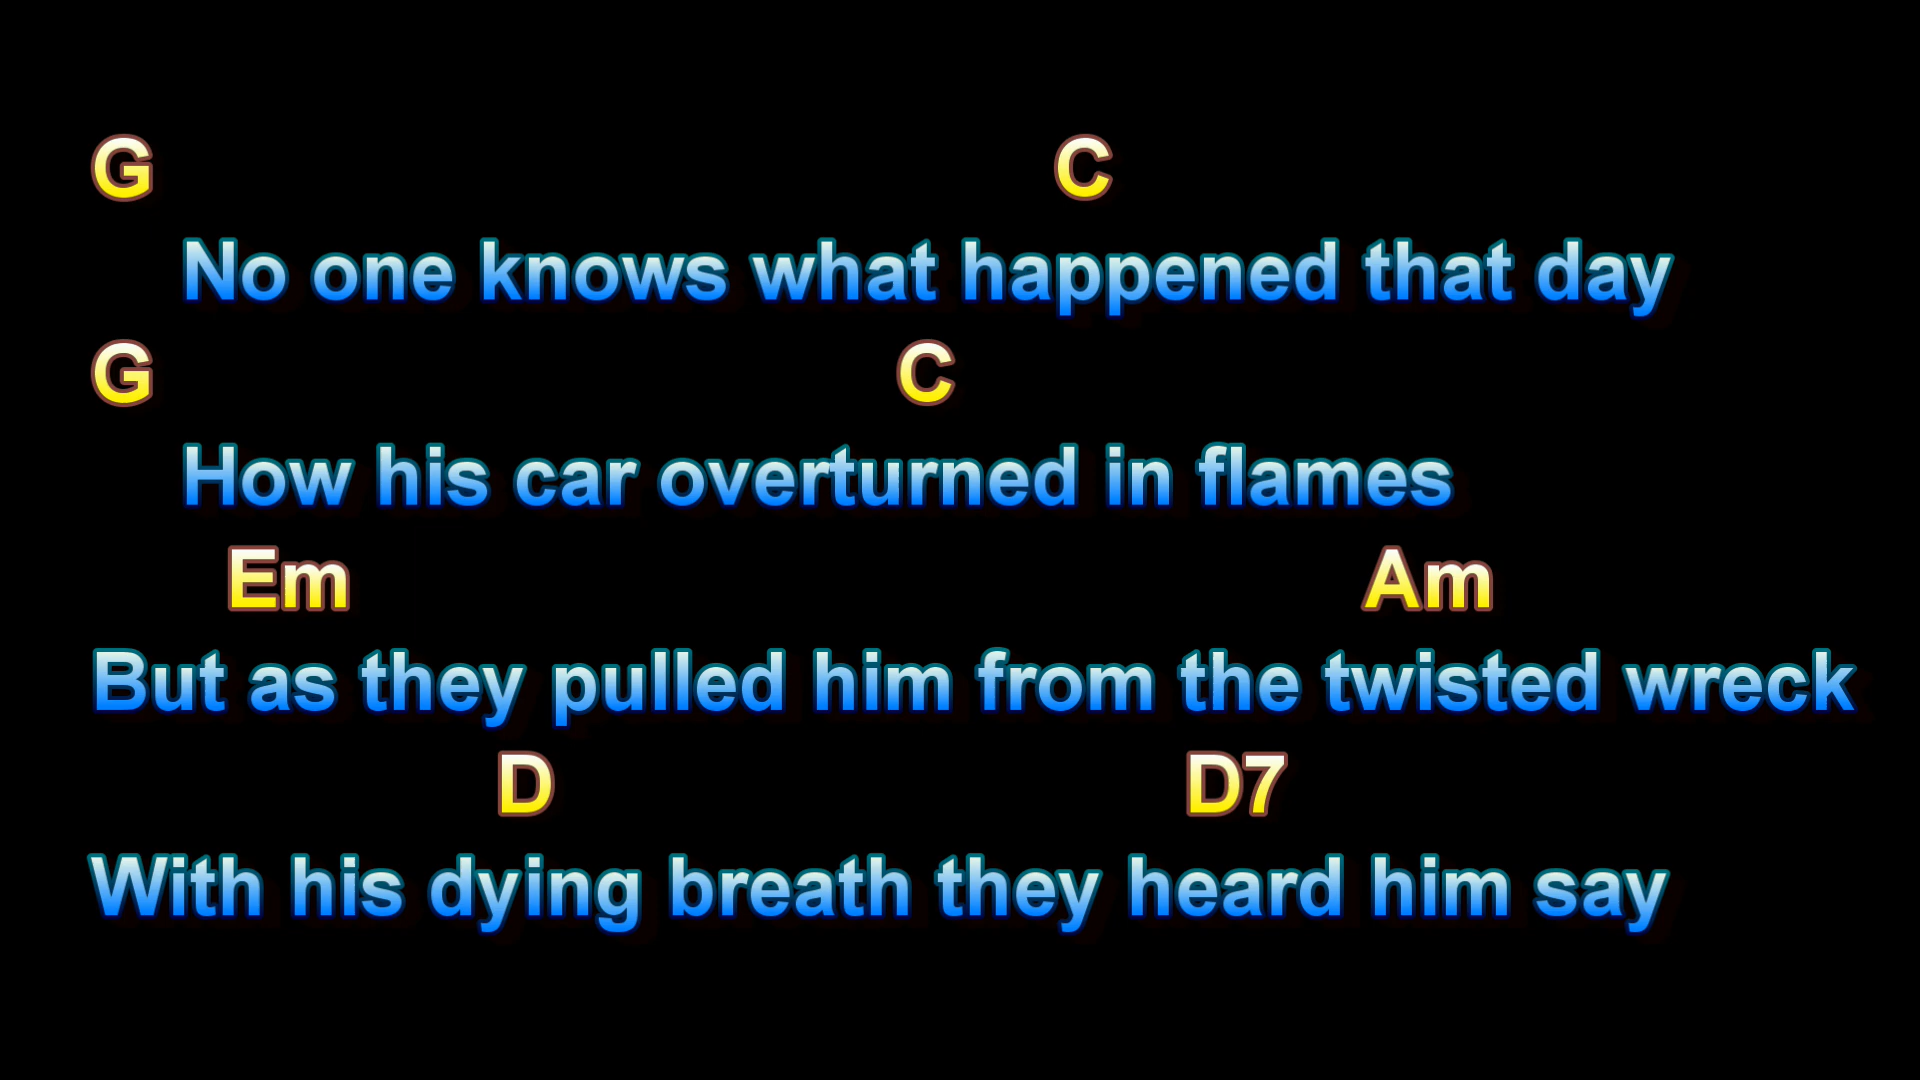 G C
No one knows what happened that day
G C
How his car overturned in flames
Em Am
But as they pulled him from the twisted wreck
D D7
With his dying breath they heard him say